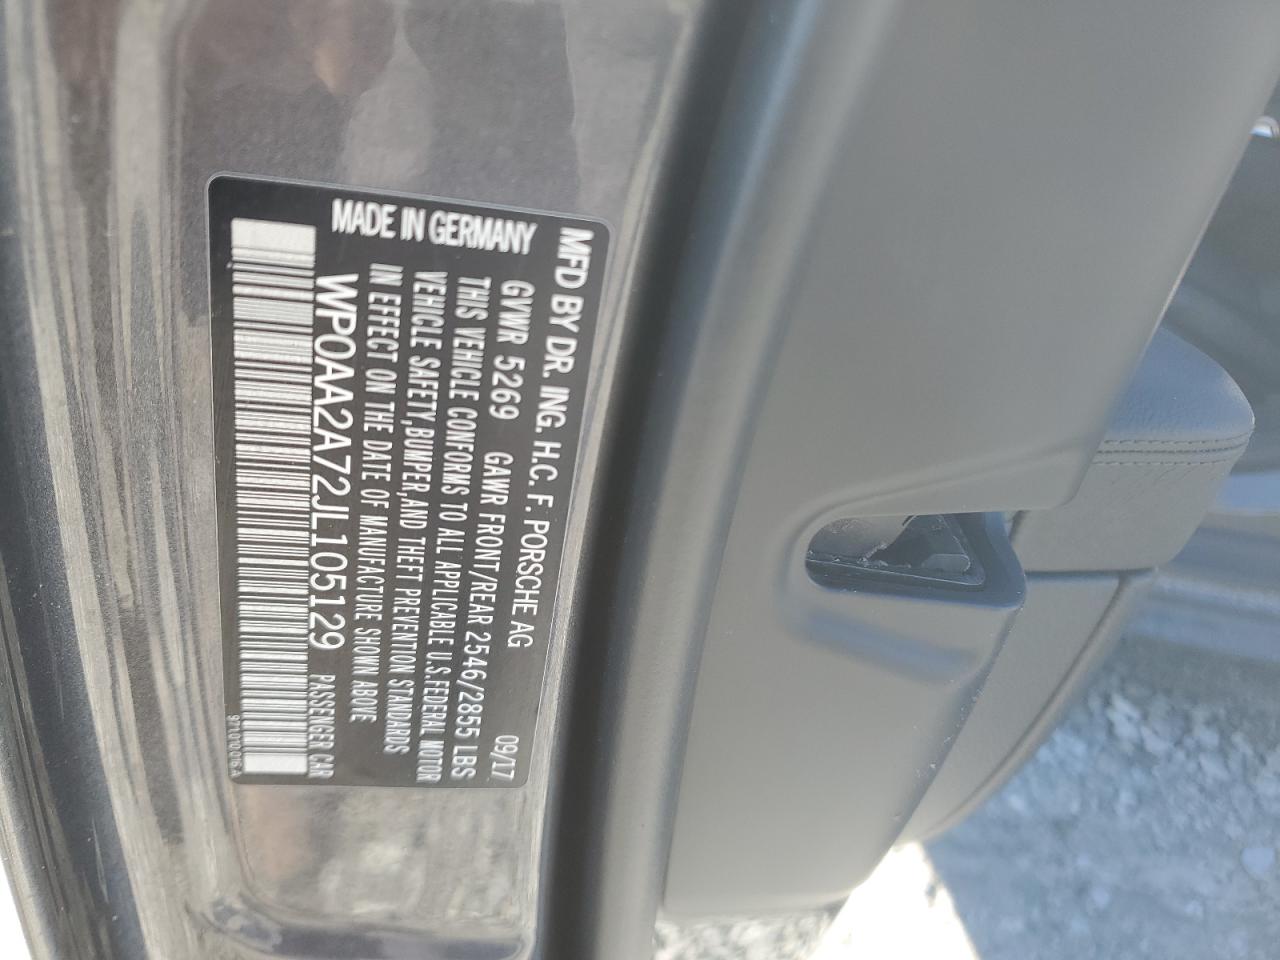 MFD BY DR. ING. H.C. F. PORSCHE AG
GVWR 5269 GAWR FRONT/REAR 2546/2855 LBS 09/17
THIS VEHICLE CONFORMS TO ALL APPLICABLE U.S.FEDERAL MOTOR
VEHICLE SAFETY,BUMPER,AND THEFT PREVENTION STANDARDS
IN EFFECT ON THE DATE OF MANUFACTURE SHOWN ABOVE
MADE IN GERMANY
WP0AA2A72JL105129 PASSENGER CAR